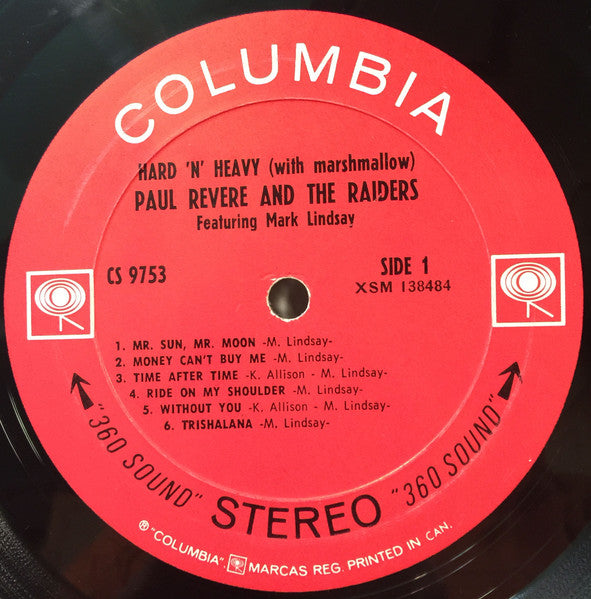 COLUMBIA
HARD 'N' HEAVY (with marshmallow)
PAUL REVERE AND THE RAIDERS
Featuring Mark Lindsay
CS 9753
SIDE 1
XSM 138484
1. MR. SUN, MR. MOON -M. Lindsay-
2. MONEY CAN'T BUY ME -M. Lindsay-
3. TIME AFTER TIME -K. Allison - M. Lindsay-
4. RIDE ON MY SHOULDER -M. Lindsay-
5. WITHOUT YOU -K. Allison - M. Lindsay-
6. TRISHALANA -M. Lindsay-
"360 SOUND" STEREO "360 SOUND"
® "COLUMBIA", MARCAS REG. PRINTED IN CAN.